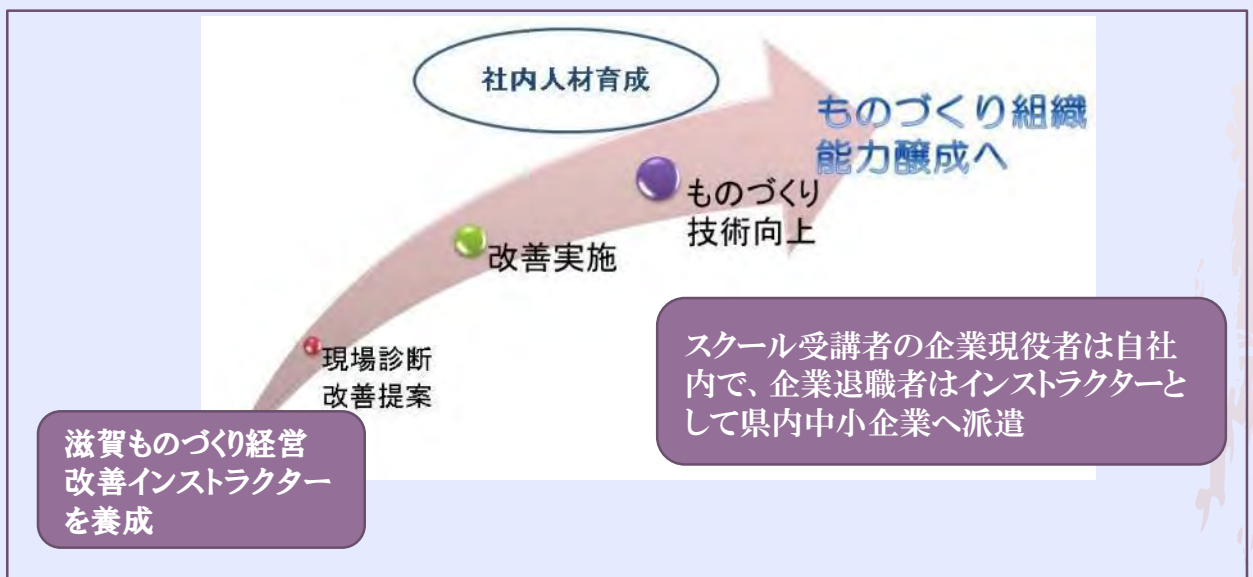 社内人材育成
ものづくり組織
能力醸成へ
ものづくり
技術向上
改善実施
現場診断
改善提案
スクール受講者の企業現役者は自社
内で、企業退職者はインストラクターと
して県内中小企業へ派遣
滋賀ものづくり経営
改善インストラクター
を養成